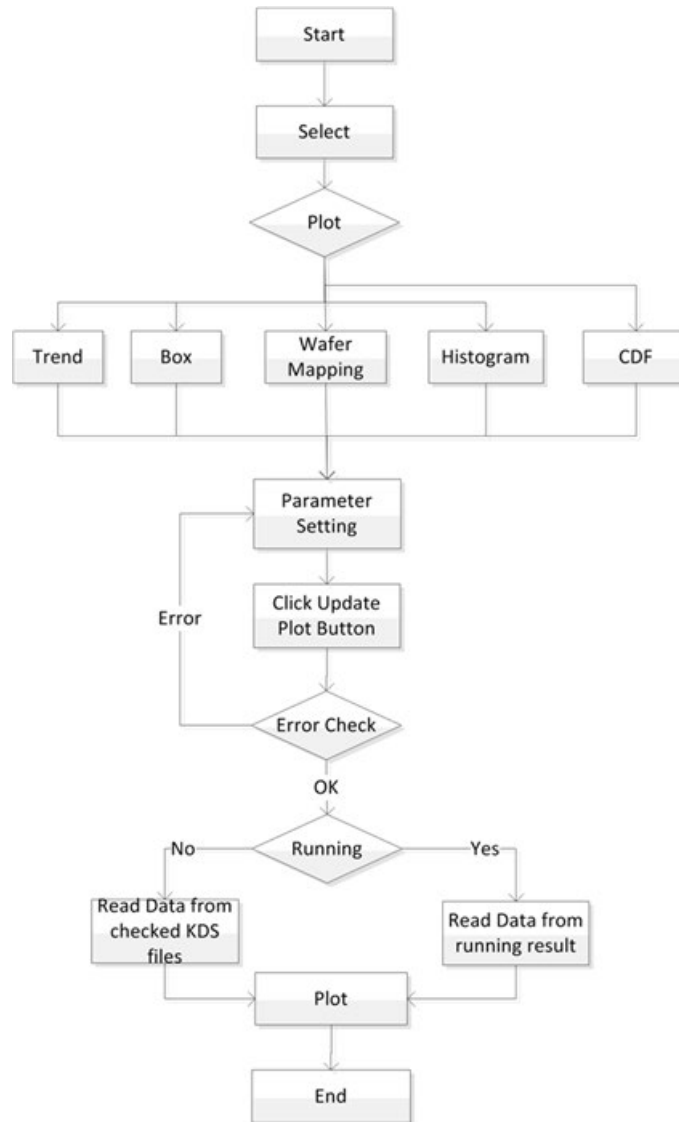 Start
Select
Plot
Trend
Box
Wafer
Mapping
Histogram
CDF
Parameter
Setting
Click Update
Plot Button
Error
Error Check
OK
Running
No
Yes
Read Data from
checked KDS
files
Read Data from
running result
Plot
End